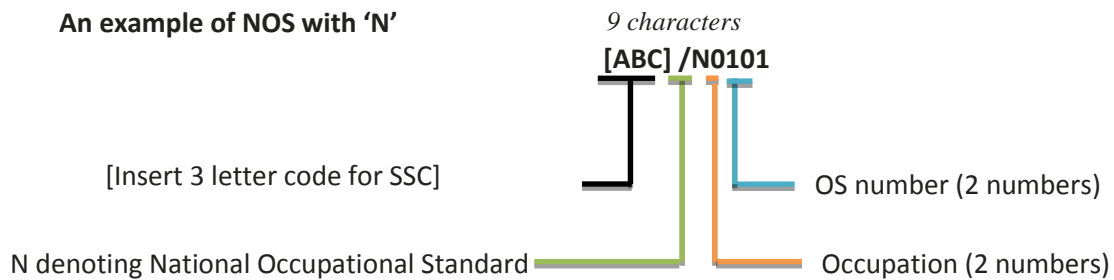 An example of NOS with ‘N’
9 characters
[ABC] /N0101
[Insert 3 letter code for SSC]
OS number (2 numbers)
N denoting National Occupational Standard
Occupation (2 numbers)